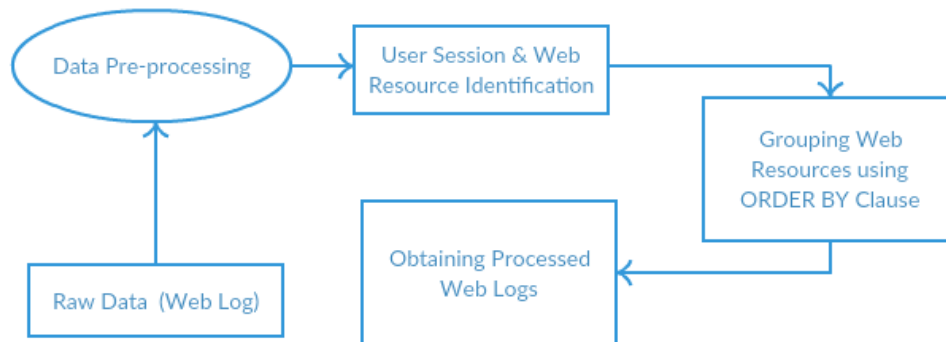 Data Pre-processing
User Session & Web
Resource Identification
Grouping Web
Resources using
ORDER BY Clause
Obtaining Processed
Web Logs
Raw Data (Web Log)